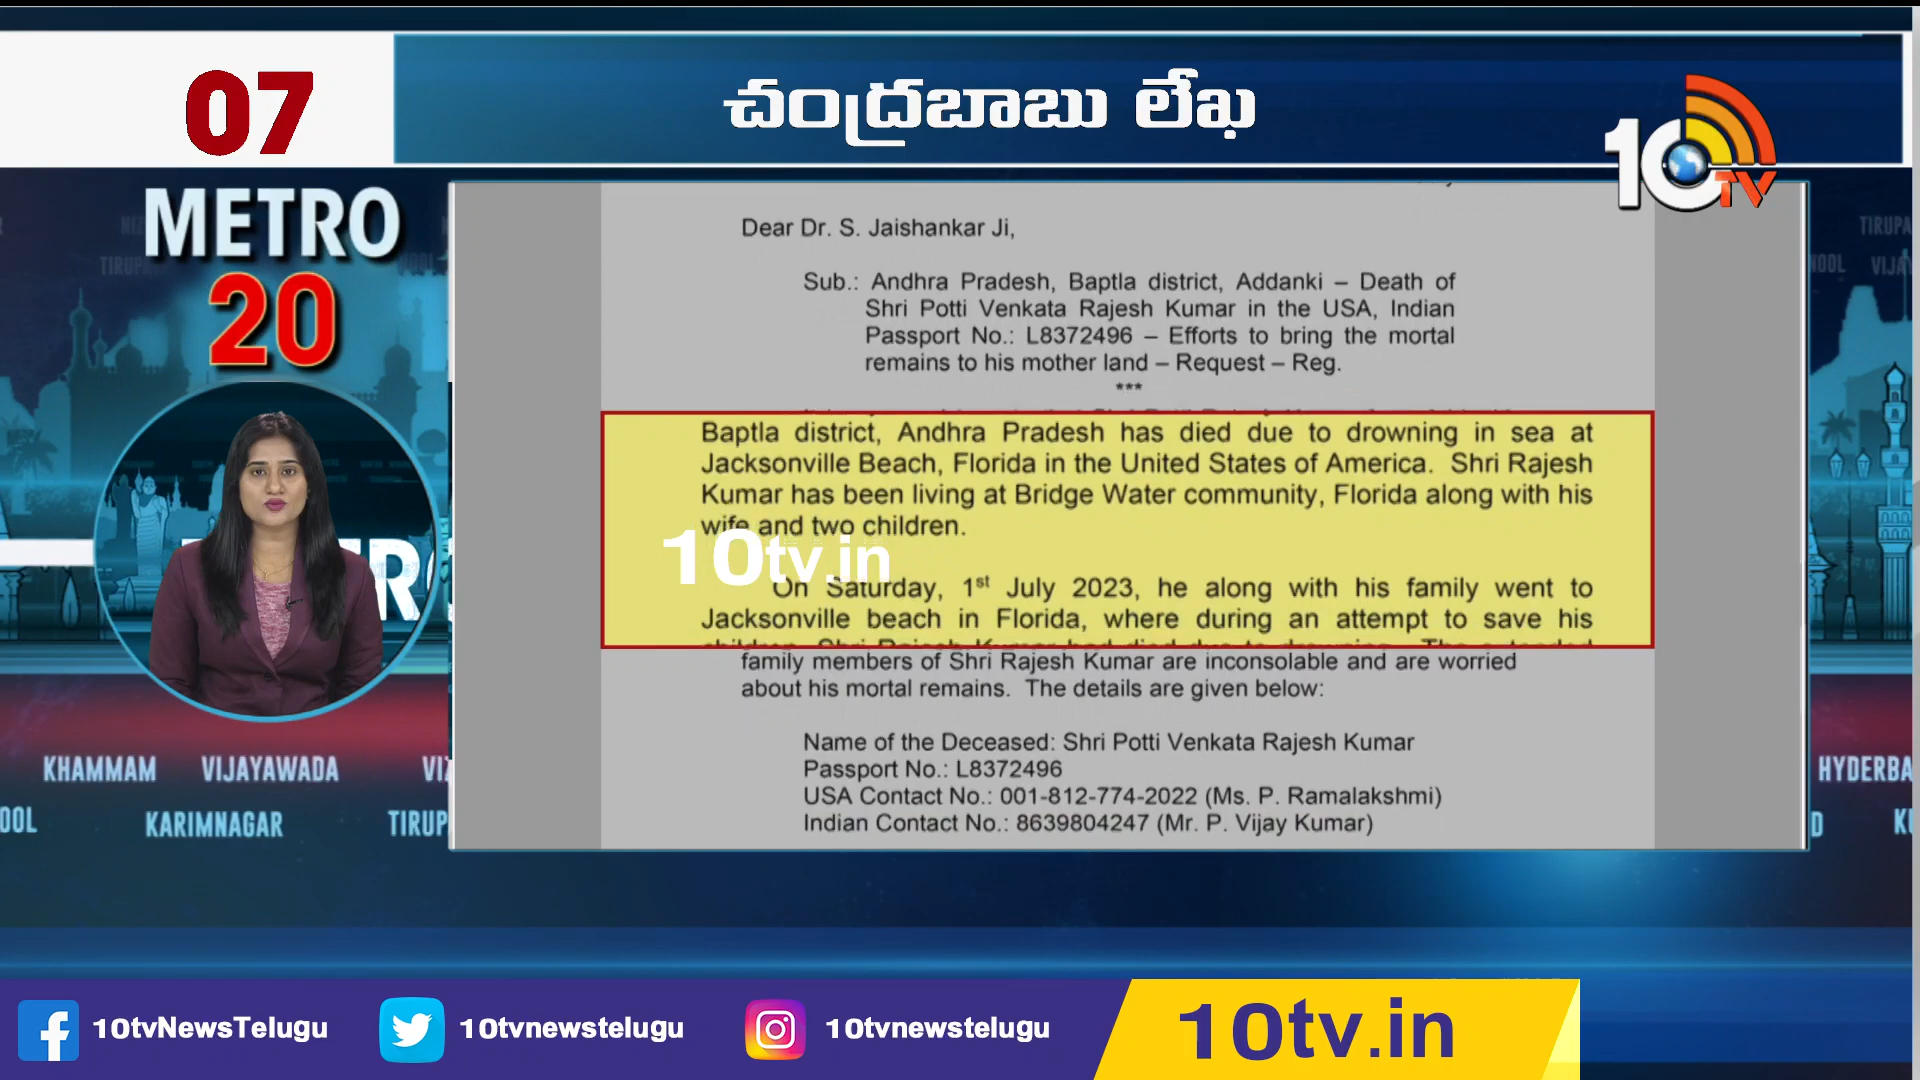 07
చంద్రబాబు లేఖ
10TV
METRO
20
Dear Dr. S. Jaishankar Ji,
Sub.: Andhra Pradesh, Baptla district, Addanki – Death of
Shri Potti Venkata Rajesh Kumar in the USA, Indian
Passport No.: L8372496 – Efforts to bring the mortal
remains to his mother land – Request – Reg.
***
Baptla district, Andhra Pradesh has died due to drowning in sea at
Jacksonville Beach, Florida in the United States of America. Shri Rajesh
Kumar has been living at Bridge Water community, Florida along with his
wife and two children.
10tv.in
On Saturday, 1st July 2023, he along with his family went to
Jacksonville beach in Florida, where during an attempt to save his
family members of Shri Rajesh Kumar are inconsolable and are worried
about his mortal remains. The details are given below:
Name of the Deceased: Shri Potti Venkata Rajesh Kumar
Passport No.: L8372496
USA Contact No.: 001-812-774-2022 (Ms. P. Ramalakshmi)
Indian Contact No.: 8639804247 (Mr. P. Vijay Kumar)
KHAMMAM VIJAYAWADA
KARIMNAGAR
10tvNewsTelugu
10tvnewstelugu
10tvnewstelugu
10tv.in